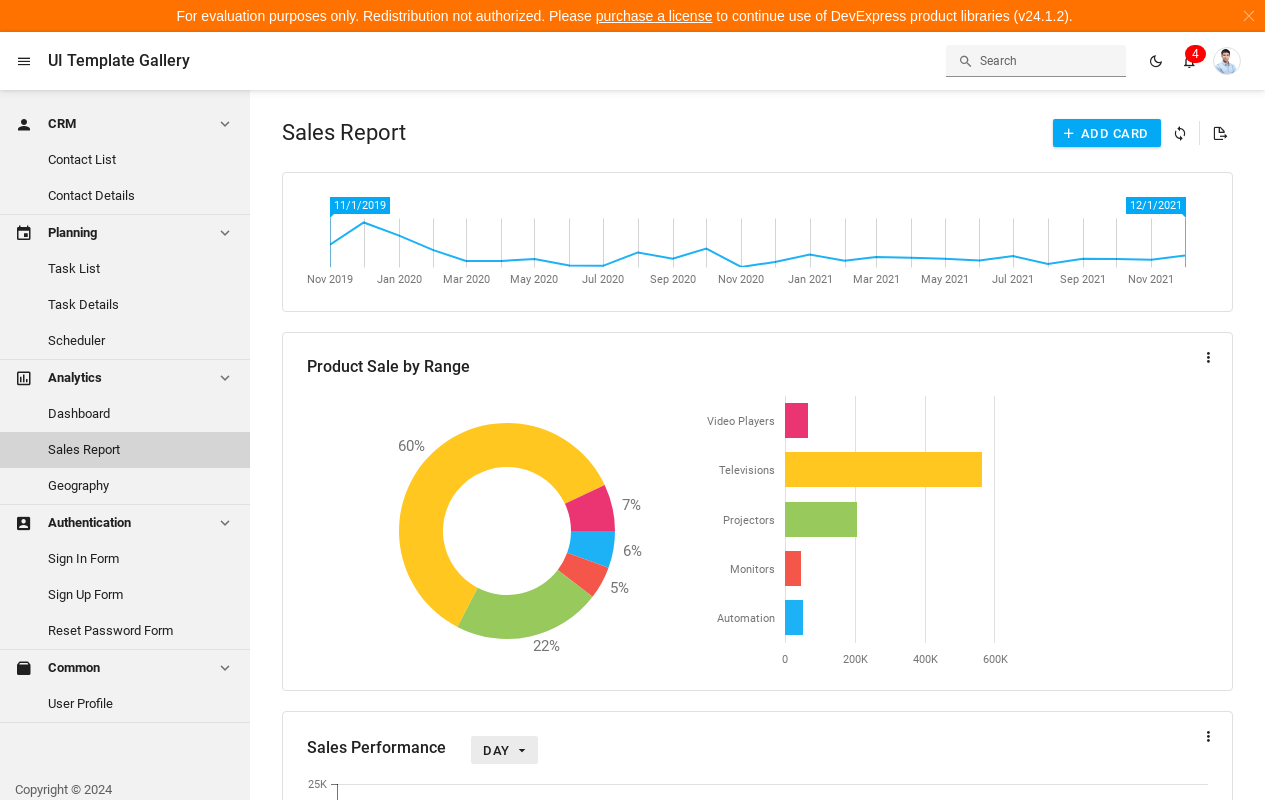 For evaluation purposes only. Redistribution not authorized. Please purchase a license to continue use of DevExpress product libraries (v24.1.2).
UI Template Gallery
Search
4
CRM
Contact List
Contact Details
Planning
Task List
Task Details
Scheduler
Analytics
Dashboard
Sales Report
Geography
Authentication
Sign In Form
Sign Up Form
Reset Password Form
Common
User Profile
Copyright © 2024
Sales Report
ADD CARD
11/1/2019 12/1/2021
Nov 2019 Jan 2020 Mar 2020 May 2020 Jul 2020 Sep 2020 Nov 2020 Jan 2021 Mar 2021 May 2021 Jul 2021 Sep 2021 Nov 2021
Product Sale by Range
60%
7%
6%
5%
22%
Video Players
Televisions
Projectors
Monitors
Automation
0 200K 400K 600K
Sales Performance
DAY
25K